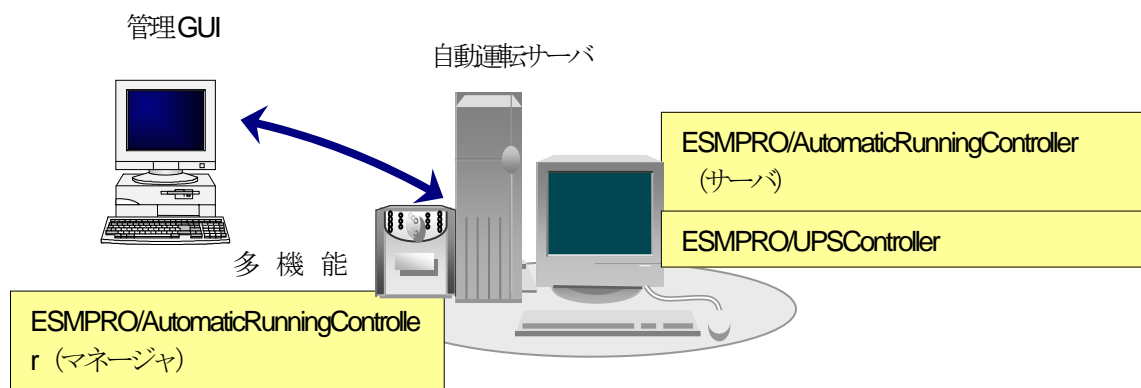 管理GUI
自動運転サーバ
ESMPRO/AutomaticRunningController
(サーバ)
ESMPRO/UPSController
多 機 能
ESMPRO/AutomaticRunningControlle
r (マネージャ)